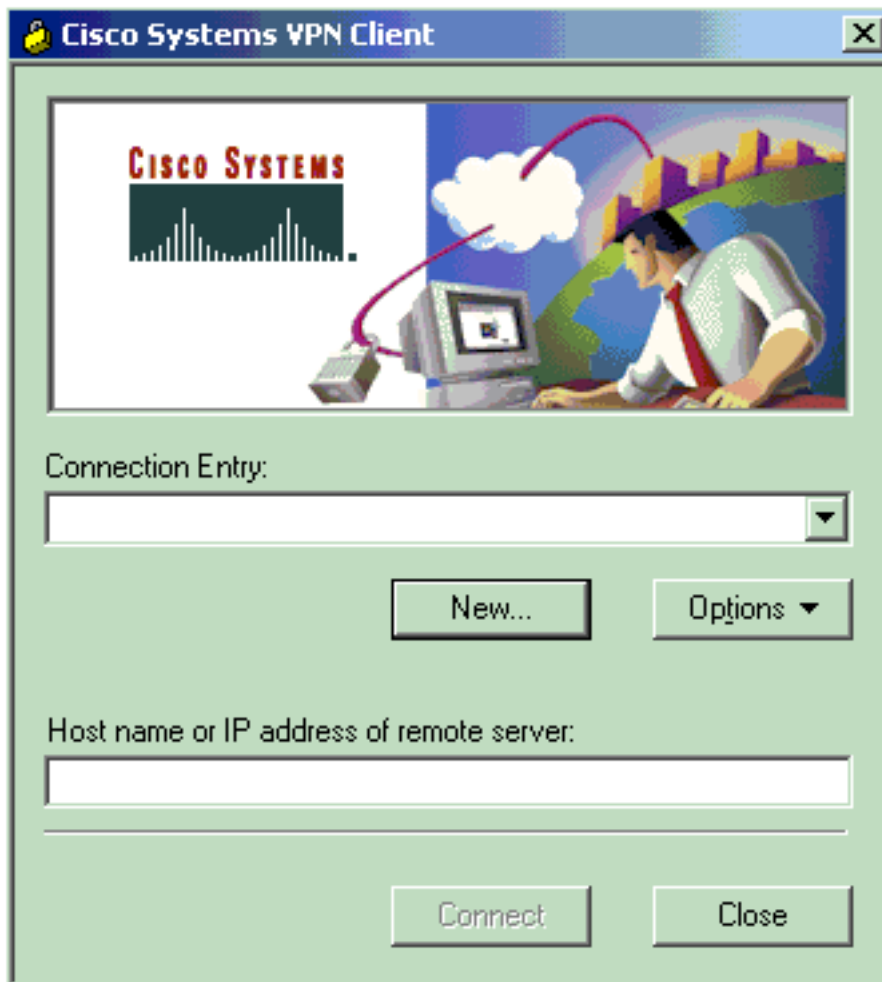 Cisco Systems VPN Client
CISCO SYSTEMS
Connection Entry:
New...
Options
Host name or IP address of remote server:
Connect
Close